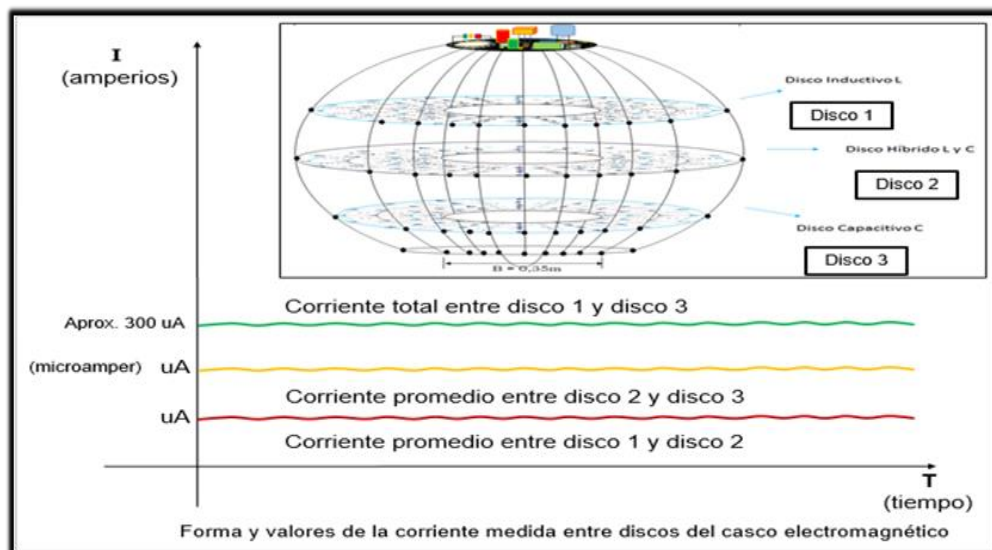 I
(amperios)
Disco Inductivo L
Disco 1
Disco Híbrido L y C
Disco 2
Disco Capacitivo C
Disco 3
B = 0,35m
Corriente total entre disco 1 y disco 3
Aprox. 300 uA
(microamper) uA
Corriente promedio entre disco 2 y disco 3
uA
Corriente promedio entre disco 1 y disco 2
T
(tiempo)
Forma y valores de la corriente medida entre discos del casco electromagnético